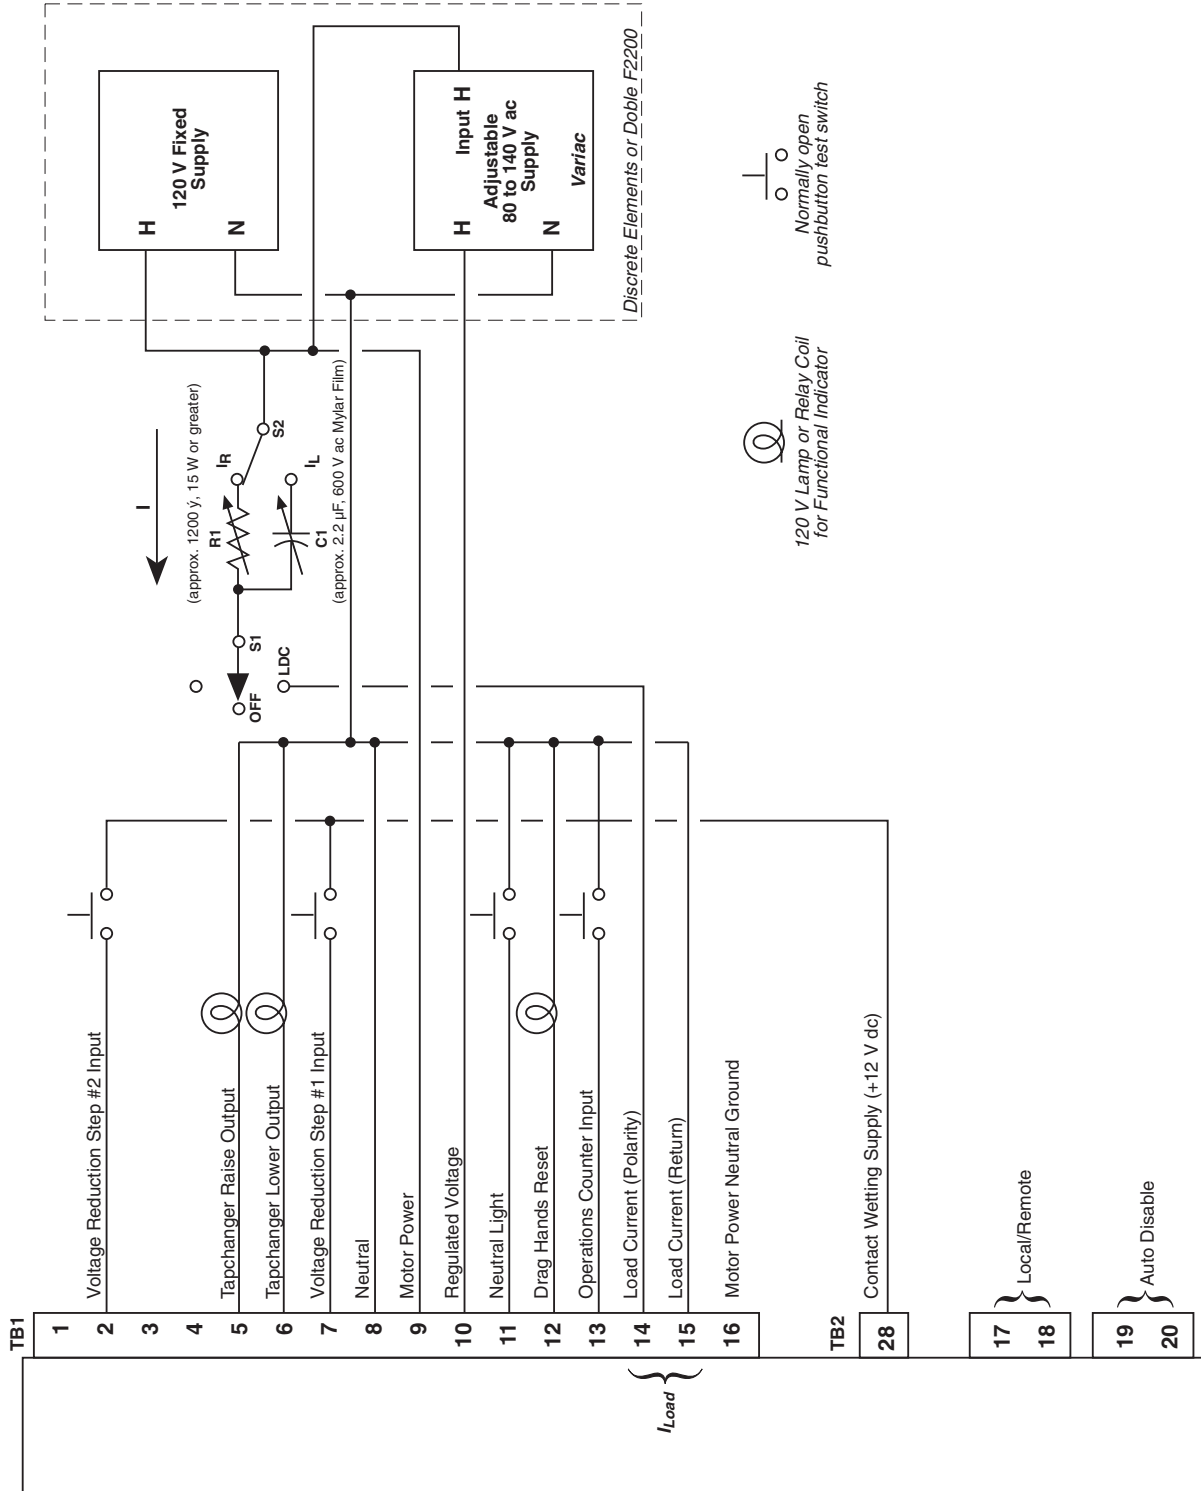 TB1
1
2
3
4
5
6
7
8
9
10
11
12
13
14
15
16
Voltage Reduction Step #2 Input
Tapchanger Raise Output
Tapchanger Lower Output
Voltage Reduction Step #1 Input
Neutral
Motor Power
Regulated Voltage
Neutral Light
Drag Hands Reset
Operations Counter Input
Load Current (Polarity)
Load Current (Return)
Motor Power Neutral Ground
ILoad
TB2
28
Contact Wetting Supply (+12 V dc)
17
18
Local/Remote
19
20
Auto Disable
OFF
LDC
S1
I
(approx. 1200 ý, 15 W or greater)
R1
IR
C1
IL
(approx. 2.2 µF, 600 V ac Mylar Film)
S2
H
N
120 V Fixed
Supply
H
N
Input H
Adjustable
80 to 140 V ac
Supply
Variac
Discrete Elements or Doble F2200
120 V Lamp or Relay Coil
for Functional Indicator
Normally open
pushbutton test switch